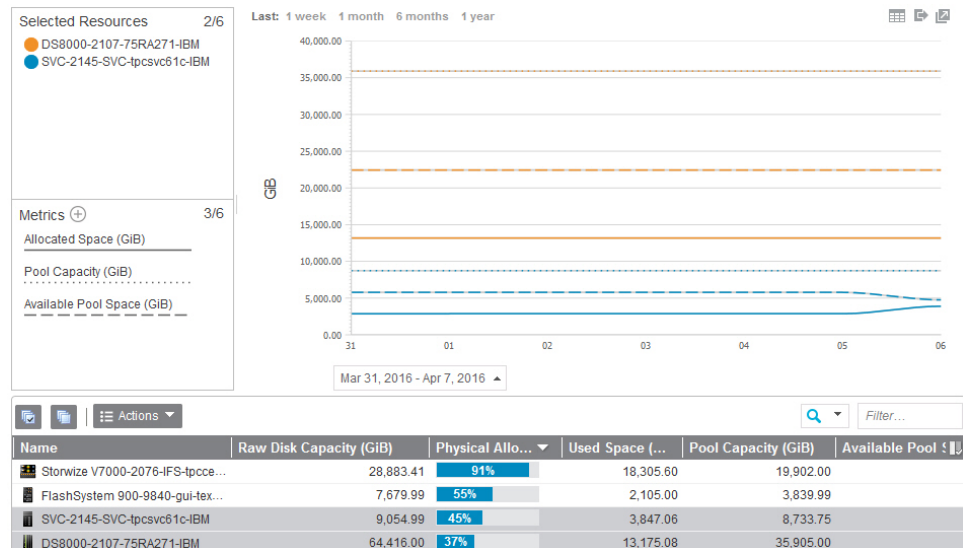 Selected Resources 2/6
DS8000-2107-75RA271-IBM
SVC-2145-SVC-tpcsvc61c-IBM
Metrics 3/6
Allocated Space (GiB)
Pool Capacity (GiB)
Available Pool Space (GiB)
Last: 1 week 1 month 6 months 1 year
40,000.00
35,000.00
30,000.00
25,000.00
20,000.00
15,000.00
10,000.00
5,000.00
0.00
GiB
31 01 02 03 04 05 06
Mar 31, 2016 - Apr 7, 2016
Actions
Filter...
Name Raw Disk Capacity (GiB) Physical Allo... Used Space (... Pool Capacity (GiB) Available Pool S
Storwize V7000-2076-IFS-tpcce... 28,883.41 91% 18,305.60 19,902.00
FlashSystem 900-9840-gui-tex... 7,679.99 55% 2,105.00 3,839.99
SVC-2145-SVC-tpcsvc61c-IBM 9,054.99 45% 3,847.06 8,733.75
DS8000-2107-75RA271-IBM 64,416.00 37% 13,175.08 35,905.00